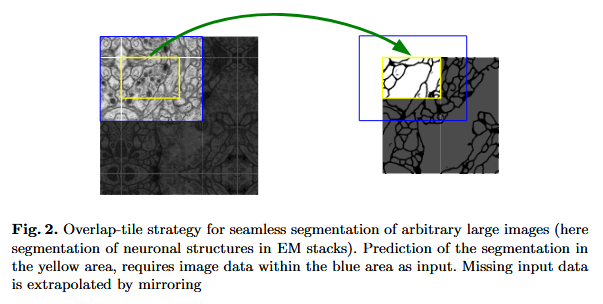 Fig. 2. Overlap-tile strategy for seamless segmentation of arbitrary large images (here
segmentation of neuronal structures in EM stacks). Prediction of the segmentation in
the yellow area, requires image data within the blue area as input. Missing input data
is extrapolated by mirroring